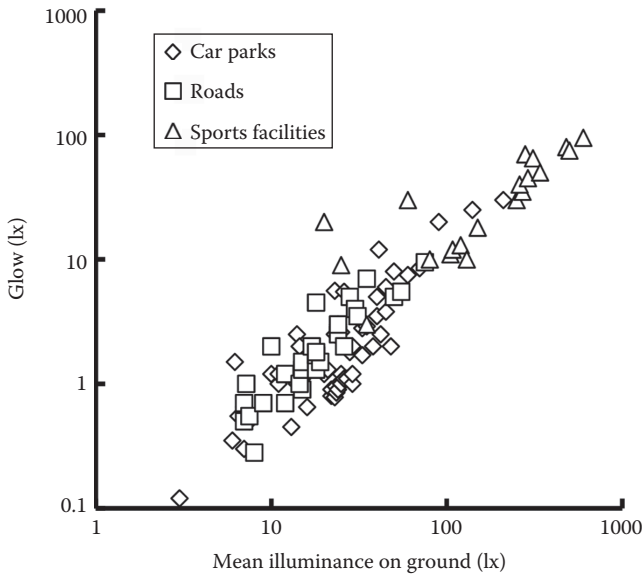 1000
100
10
1
0.1
Glow (lx)
Car parks
Roads
Sports facilities
1 10 100 1000
Mean illuminance on ground (lx)